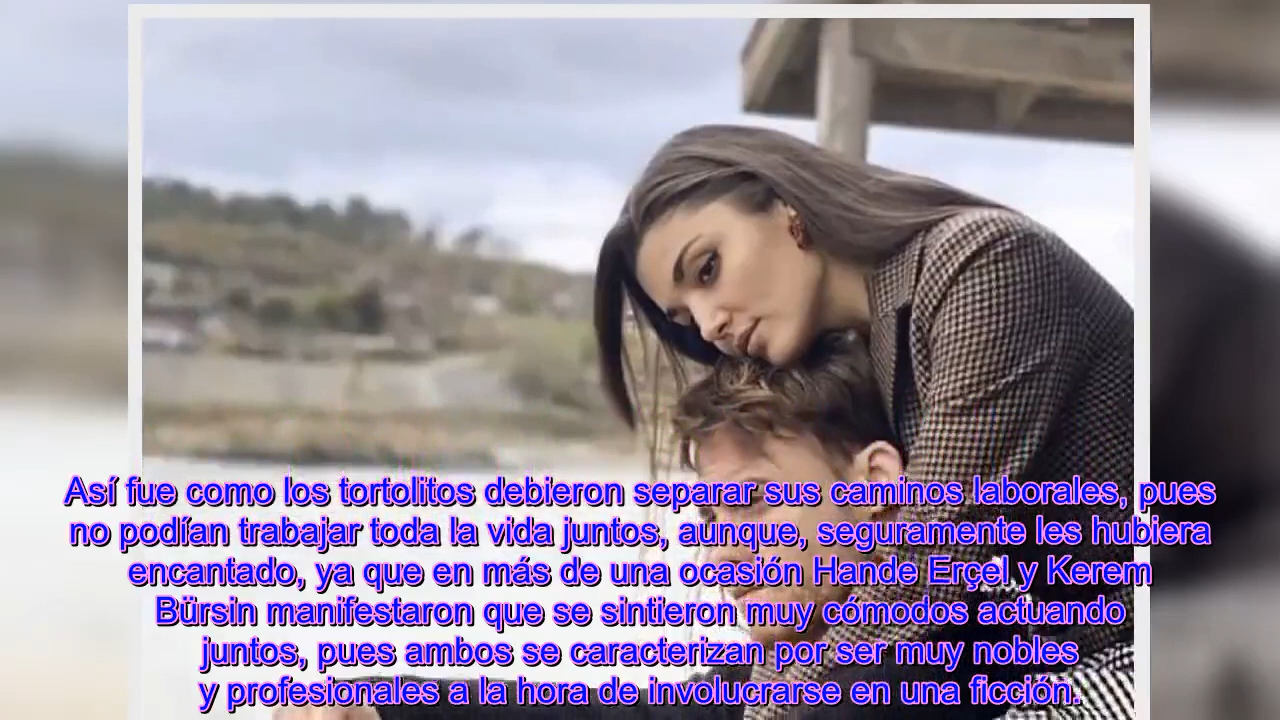 Así fue como los tortolitos debieron separar sus caminos laborales, pues
no podían trabajar toda la vida juntos, aunque, seguramente les hubiera
encantado, ya que en más de una ocasión Hande Erçel y Kerem
Bürsin manifestaron que se sintieron muy cómodos actuando
juntos, pues ambos se caracterizan por ser muy nobles
y profesionales a la hora de involucrarse en una ficción.